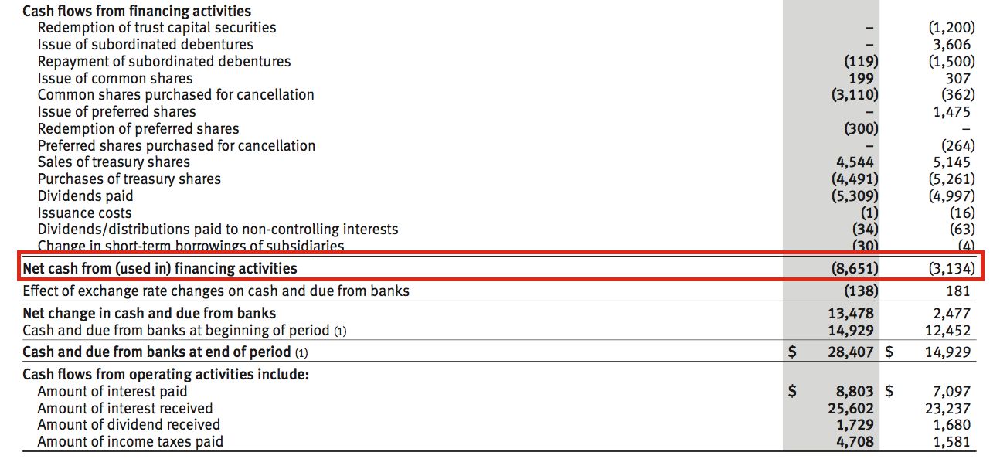 Cash flows from financing activities
Redemption of trust capital securities – (1,200)
Issue of subordinated debentures – 3,606
Repayment of subordinated debentures (119) (1,500)
Issue of common shares 199 307
Common shares purchased for cancellation (3,110) (362)
Issue of preferred shares – 1,475
Redemption of preferred shares (300) –
Preferred shares purchased for cancellation – (264)
Sales of treasury shares 4,544 5,145
Purchases of treasury shares (4,491) (5,261)
Dividends paid (5,309) (4,997)
Issuance costs (1) (16)
Dividends/distributions paid to non-controlling interests (34) (63)
Change in short-term borrowings of subsidiaries (30) (4)
Net cash from (used in) financing activities (8,651) (3,134)
Effect of exchange rate changes on cash and due from banks (138) 181
Net change in cash and due from banks 13,478 2,477
Cash and due from banks at beginning of period (1) 14,929 12,452
Cash and due from banks at end of period (1) $ 28,407 $ 14,929
Cash flows from operating activities include:
Amount of interest paid $ 8,803 $ 7,097
Amount of interest received 25,602 23,237
Amount of dividend received 1,729 1,680
Amount of income taxes paid 4,708 1,581